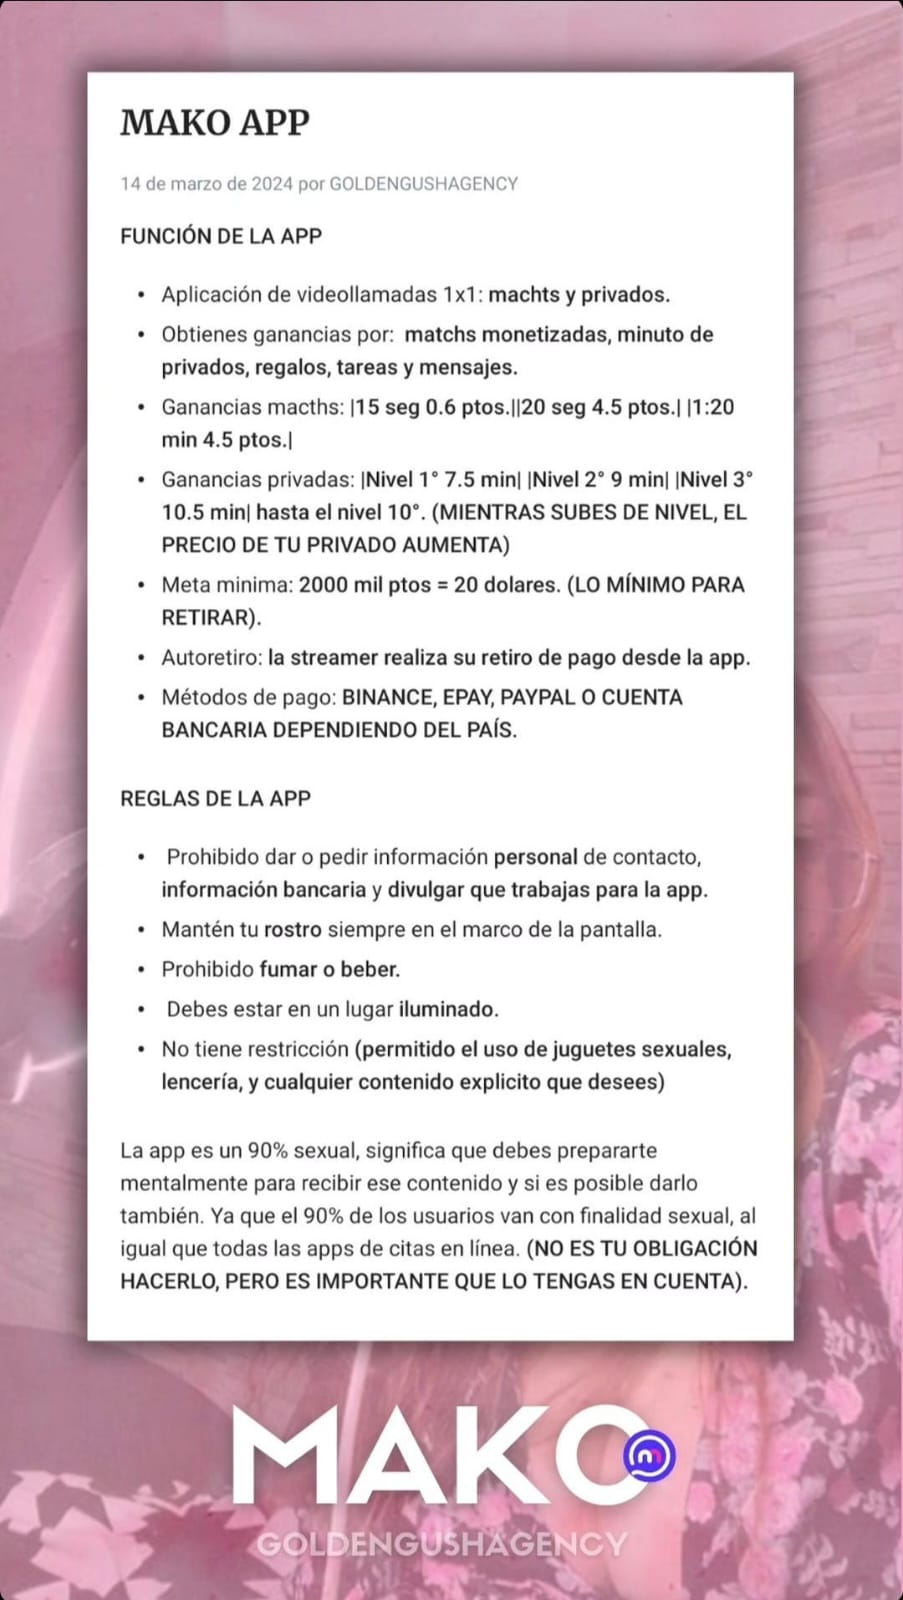 MAKO APP
14 de marzo de 2024 por GOLDENGUSHAGENCY
FUNCIÓN DE LA APP
• Aplicación de videollamadas 1x1: machts y privados.
• Obtienes ganancias por: matchs monetizadas, minuto de
privados, regalos, tareas y mensajes.
• Ganancias macths: |15 seg 0.6 ptos.||20 seg 4.5 ptos.| |1:20
min 4.5 ptos.|
• Ganancias privadas: |Nivel 1° 7.5 min| |Nivel 2° 9 min| |Nivel 3°
10.5 min| hasta el nivel 10°. (MIENTRAS SUBES DE NIVEL, EL
PRECIO DE TU PRIVADO AUMENTA)
• Meta minima: 2000 mil ptos = 20 dolares. (LO MÍNIMO PARA
RETIRAR).
• Autoretiro: la streamer realiza su retiro de pago desde la app.
• Métodos de pago: BINANCE, EPAY, PAYPAL O CUENTA
BANCARIA DEPENDIENDO DEL PAÍS.
REGLAS DE LA APP
• Prohibido dar o pedir información personal de contacto,
información bancaria y divulgar que trabajas para la app.
• Mantén tu rostro siempre en el marco de la pantalla.
• Prohibido fumar o beber.
• Debes estar en un lugar iluminado.
• No tiene restricción (permitido el uso de juguetes sexuales,
lencería, y cualquier contenido explicito que desees)
La app es un 90% sexual, significa que debes prepararte
mentalmente para recibir ese contenido y si es posible darlo
también. Ya que el 90% de los usuarios van con finalidad sexual, al
igual que todas las apps de citas en línea. (NO ES TU OBLIGACIÓN
HACERLO, PERO ES IMPORTANTE QUE LO TENGAS EN CUENTA).
MAKO
m
GOLDENGUSHAGENCY